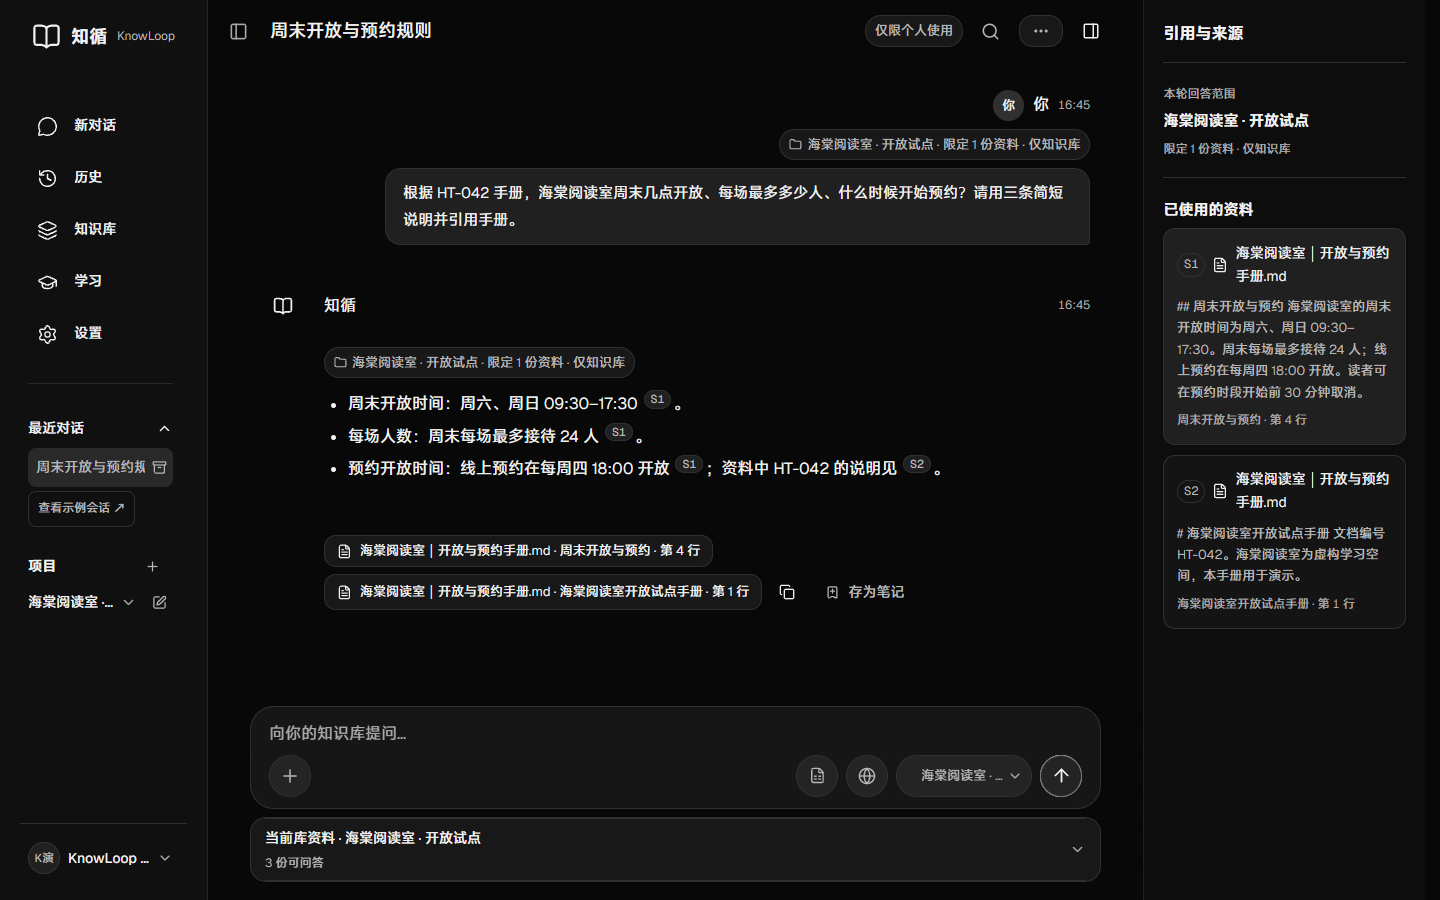 知循 KnowLoop
新对话
历史
知识库
学习
设置
最近对话
周末开放与预约规
查看示例会话 ↗
项目
海棠阅读室 ·...
K演 KnowLoop ...
周末开放与预约规则
仅限个人使用
你 你 16:45
海棠阅读室 · 开放试点 · 限定 1 份资料 · 仅知识库
根据 HT-042 手册，海棠阅读室周末几点开放、每场最多多少人、什么时候开始预约？请用三条简短
说明并引用手册。
知循 16:45
海棠阅读室 · 开放试点 · 限定 1 份资料 · 仅知识库
• 周末开放时间：周六、周日 09:30–17:30 S1 。
• 每场人数：周末每场最多接待 24 人 S1 。
• 预约开放时间：线上预约在每周四 18:00 开放 S1 ；资料中 HT-042 的说明见 S2 。
海棠阅读室｜开放与预约手册.md · 周末开放与预约 · 第 4 行
海棠阅读室｜开放与预约手册.md · 海棠阅读室开放试点手册 · 第 1 行
存为笔记
向你的知识库提问...
海棠阅读室 · ...
当前库资料 · 海棠阅读室 · 开放试点
3 份可问答
引用与来源
本轮回答范围
海棠阅读室 · 开放试点
限定 1 份资料 · 仅知识库
已使用的资料
S1 海棠阅读室｜开放与预约
手册.md
## 周末开放与预约 海棠阅读室的周末
开放时间为周六、周日 09:30–
17:30。周末每场最多接待 24 人；线
上预约在每周四 18:00 开放。读者可
在预约时段开始前 30 分钟取消。
周末开放与预约 · 第 4 行
S2 海棠阅读室｜开放与预约
手册.md
# 海棠阅读室开放试点手册 文档编号
HT-042。海棠阅读室为虚构学习空
间，本手册用于演示。
海棠阅读室开放试点手册 · 第 1 行